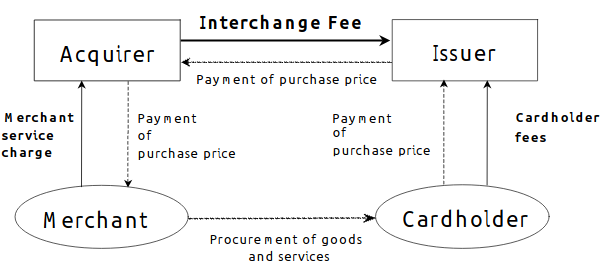 Interchange Fee
Acquirer
Issuer
Payment of purchase price
Merchant
service
charge
Payment
of
purchase price
Payment
of
purchase price
Cardholder
fees
Merchant
Cardholder
Procurement of goods
and services